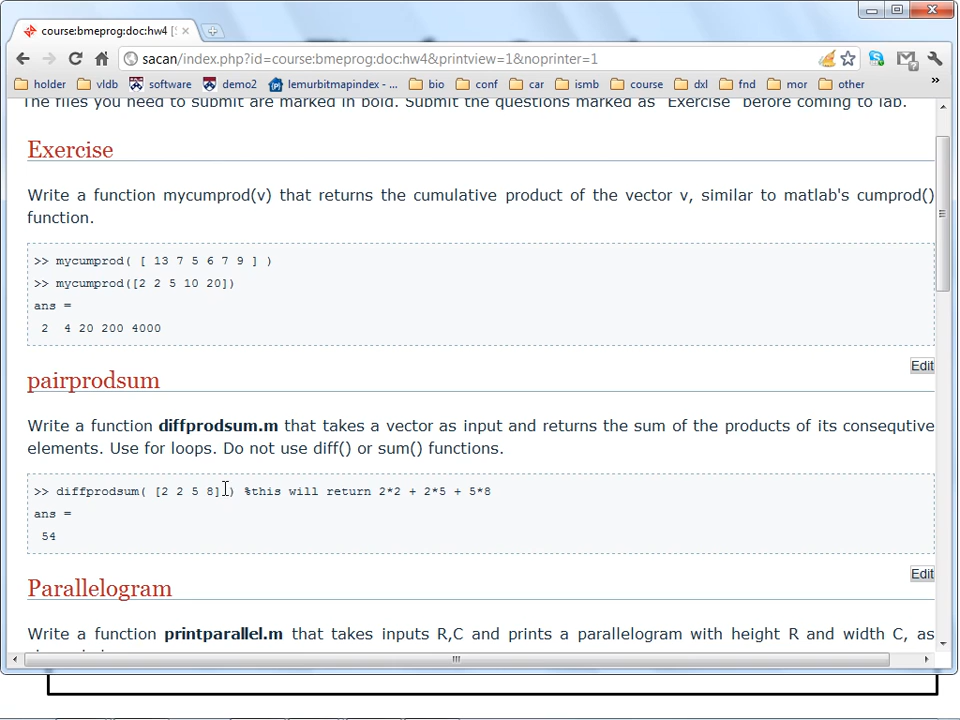 course:bmeprog:doc:hw4 [S
sacan/index.php?id=course:bmeprog:doc:hw4&printview=1&noprinter=1
holder vldb software demo2 lemurbitmapindex - ... bio conf car ismb course dxl fnd mor other »
The files you need to submit are marked in bold. Submit the questions marked as "Exercise" before coming to lab.
Exercise
Write a function mycumprod(v) that returns the cumulative product of the vector v, similar to matlab's cumprod()
function.
>> mycumprod( [ 13 7 5 6 7 9 ] )
>> mycumprod([2 2 5 10 20])
ans =
2 4 20 200 4000
Edit
pairprodsum
Write a function diffprodsum.m that takes a vector as input and returns the sum of the products of its consequtive
elements. Use for loops. Do not use diff() or sum() functions.
>> diffprodsum( [2 2 5 8] ) %this will return 2*2 + 2*5 + 5*8
ans =
54
Edit
Parallelogram
Write a function printparallel.m that takes inputs R,C and prints a parallelogram with height R and width C, as